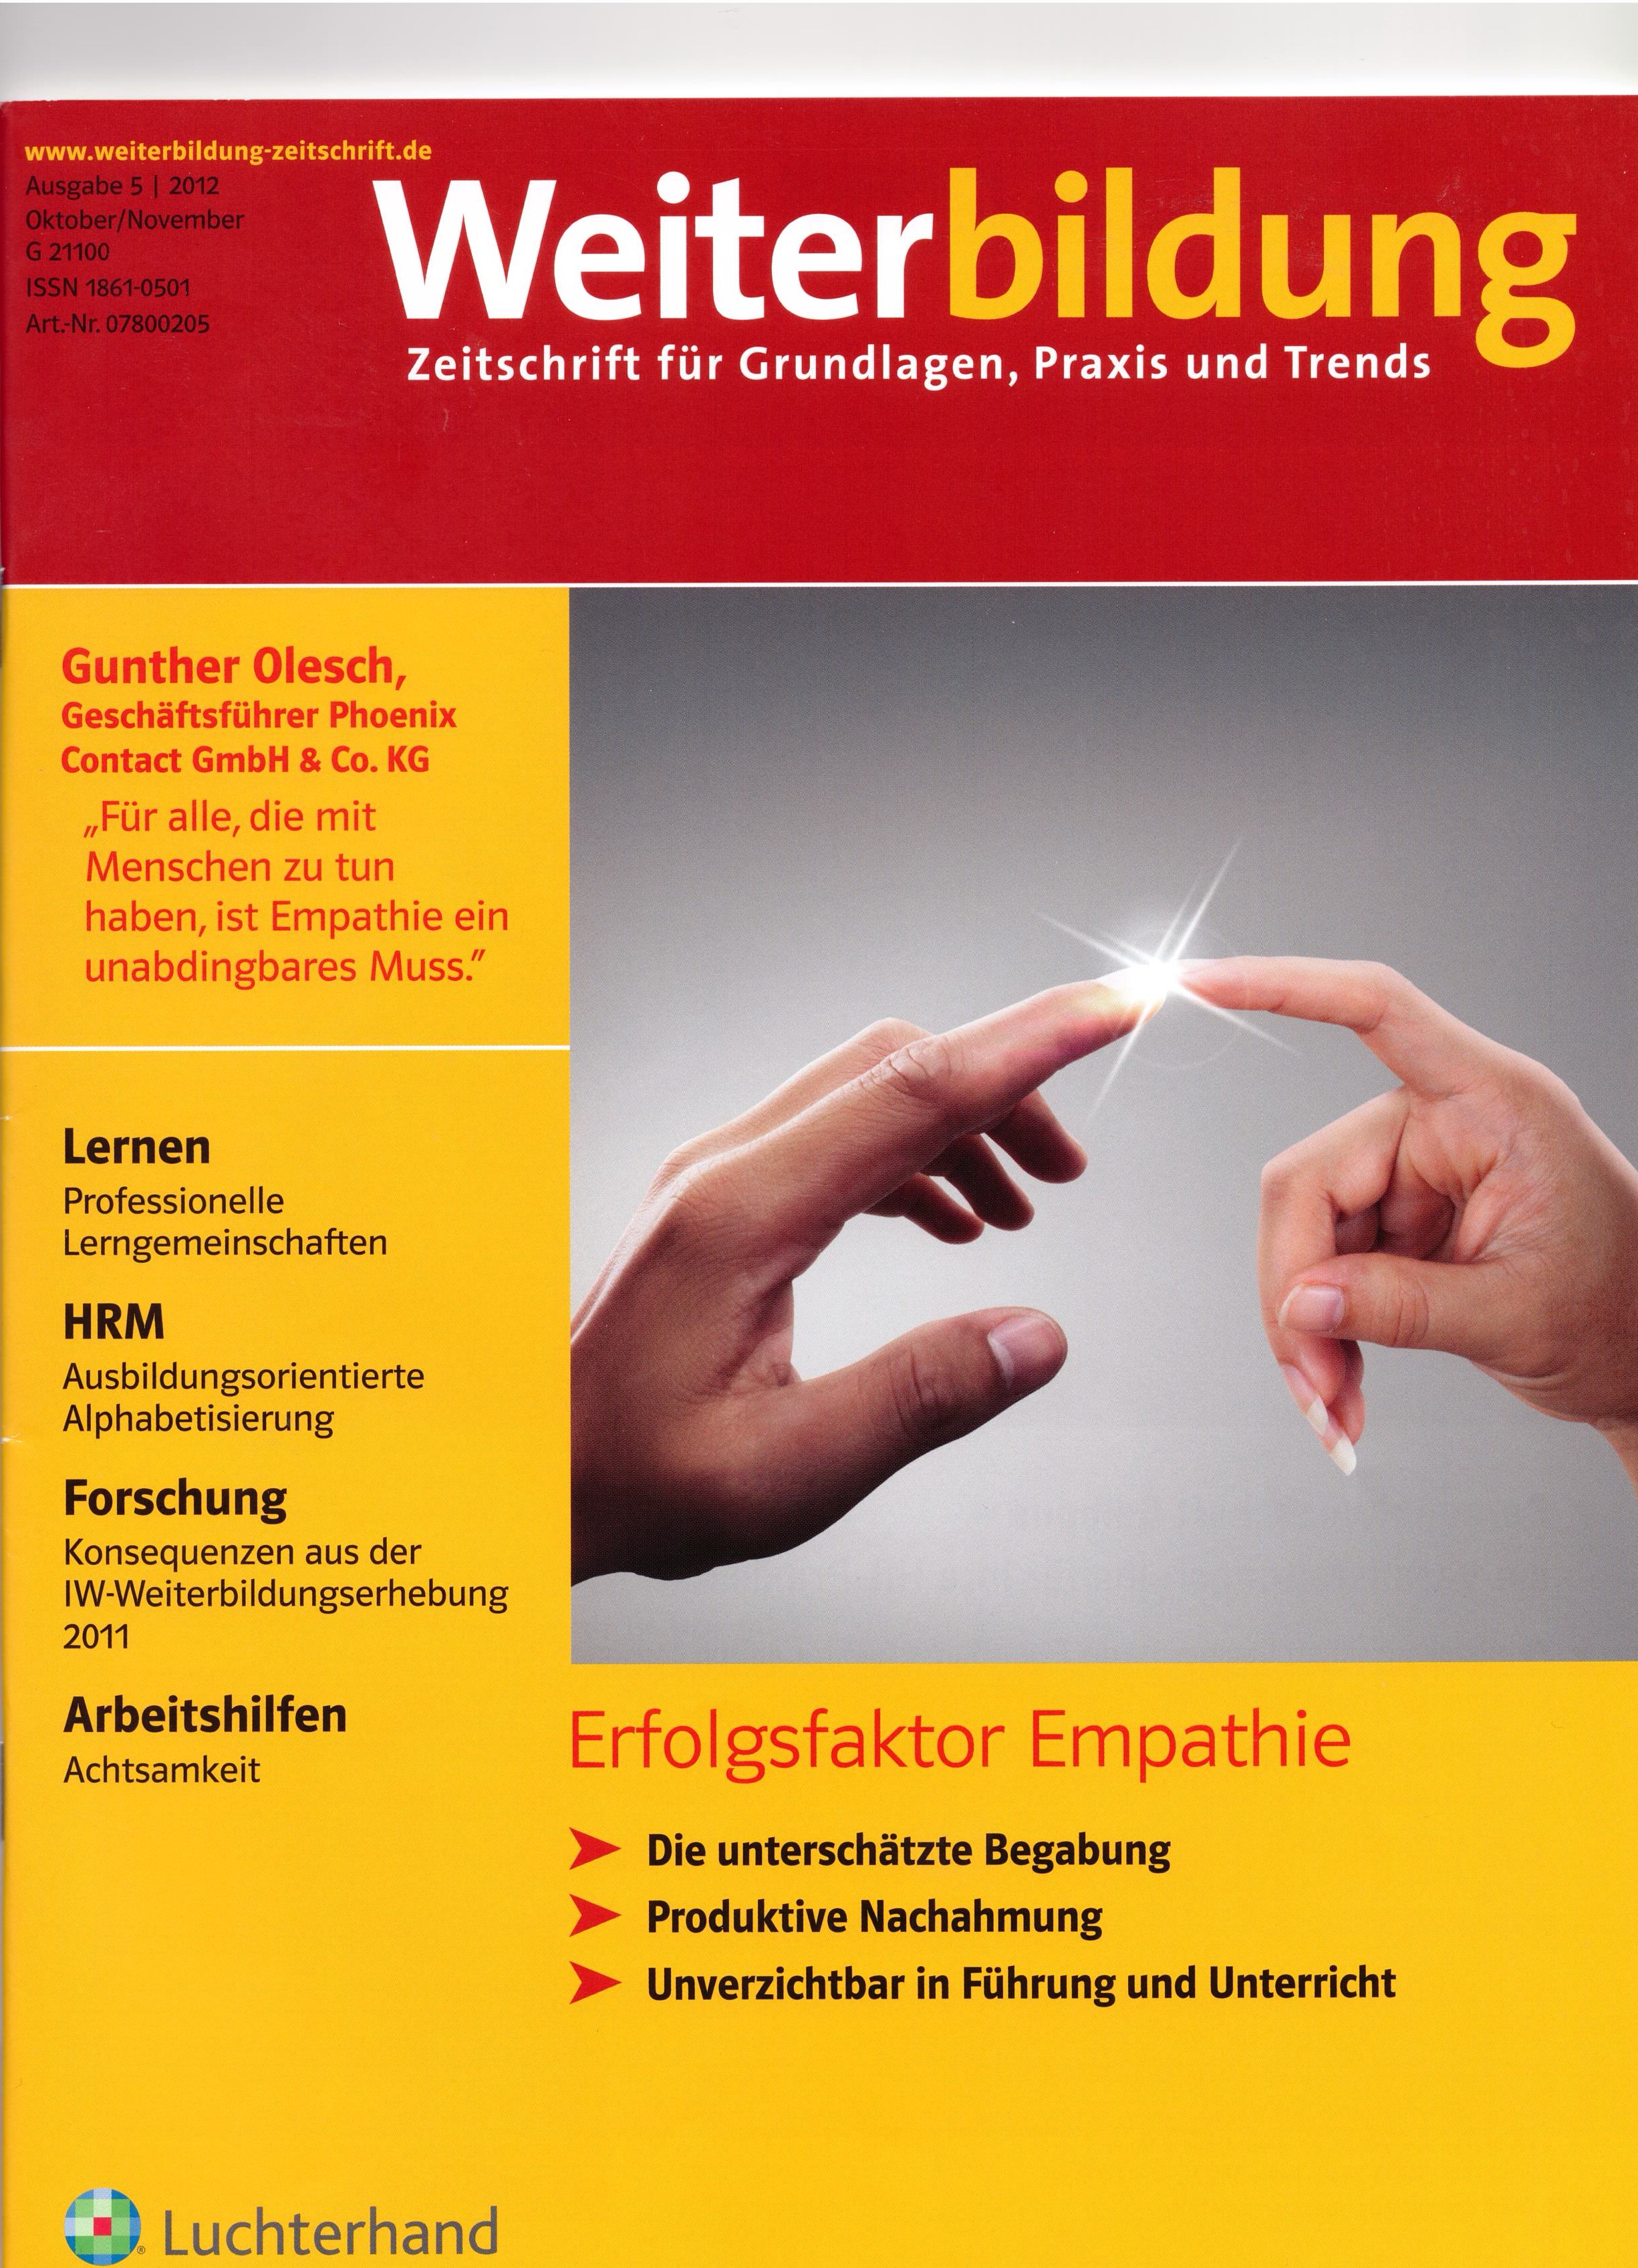 www.weiterbildung-zeitschrift.de
Ausgabe 5 | 2012
Oktober/November
G 21100
ISSN 1861-0501
Art.-Nr. 07800205
Weiterbildung
Zeitschrift für Grundlagen, Praxis und Trends
Gunther Olesch,
Geschäftsführer Phoenix
Contact GmbH & Co. KG
„Für alle, die mit
Menschen zu tun
haben, ist Empathie ein
unabdingbares Muss.”
Lernen
Professionelle
Lerngemeinschaften
HRM
Ausbildungsorientierte
Alphabetisierung
Forschung
Konsequenzen aus der
IW-Weiterbildungserhebung
2011
Arbeitshilfen
Achtsamkeit
Erfolgsfaktor Empathie
Die unterschätzte Begabung
Produktive Nachahmung
Unverzichtbar in Führung und Unterricht
® Luchterhand